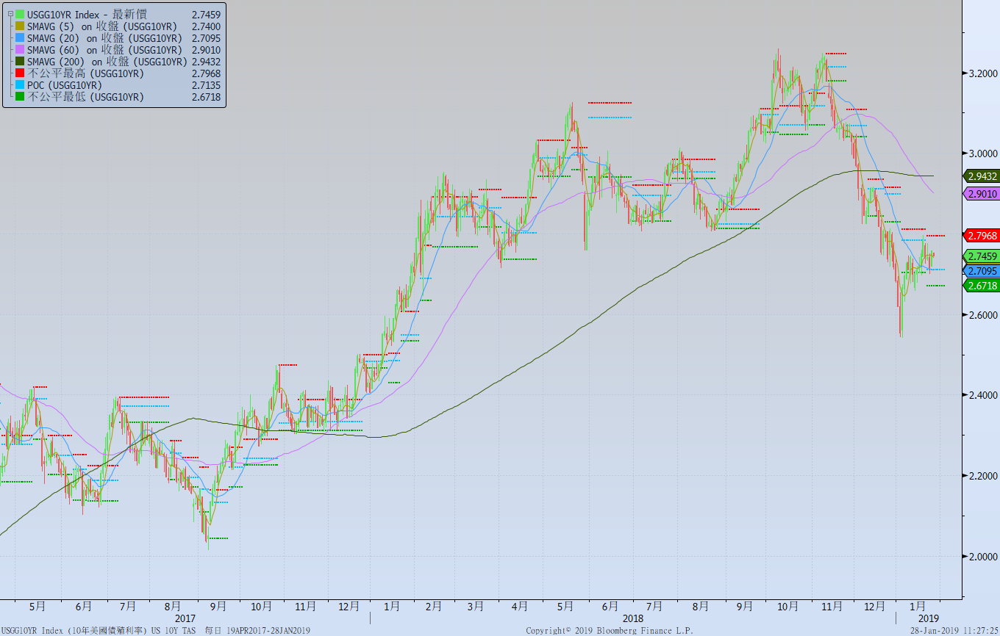 USGG10YR Index - 最新價 2.7459
SMAVG (5) on 收盤 (USGG10YR) 2.7400
SMAVG (20) on 收盤 (USGG10YR) 2.7095
SMAVG (60) on 收盤 (USGG10YR) 2.9010
SMAVG (200) on 收盤 (USGG10YR) 2.9432
不公平最高 (USGG10YR) 2.7968
POC (USGG10YR) 2.7135
不公平最低 (USGG10YR) 2.6718
3.2000
3.0000
2.9432
2.9010
2.7968
2.7459
2.7095
2.6718
2.6000
2.4000
2.2000
2.0000
5月 6月 7月 8月 9月 10月 11月 12月 1月 2月 3月 4月 5月 6月 7月 8月 9月 10月 11月 12月 1月
2017 2018 2019
USGG10YR Index (10年美國債殖利率) US 10Y TAS 每日 19APR2017-28JAN2019 Copyright© 2019 Bloomberg Finance L.P. 28-Jan-2019 11:27:25